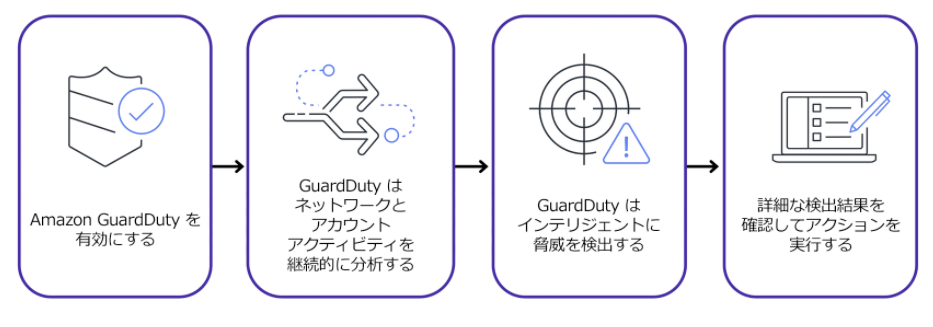 Amazon GuardDuty を
有効にする
GuardDuty は
ネットワークと
アカウント
アクティビティを
継続的に分析する
GuardDuty は
インテリジェントに
脅威を検出する
詳細な検出結果を
確認してアクションを
実行する